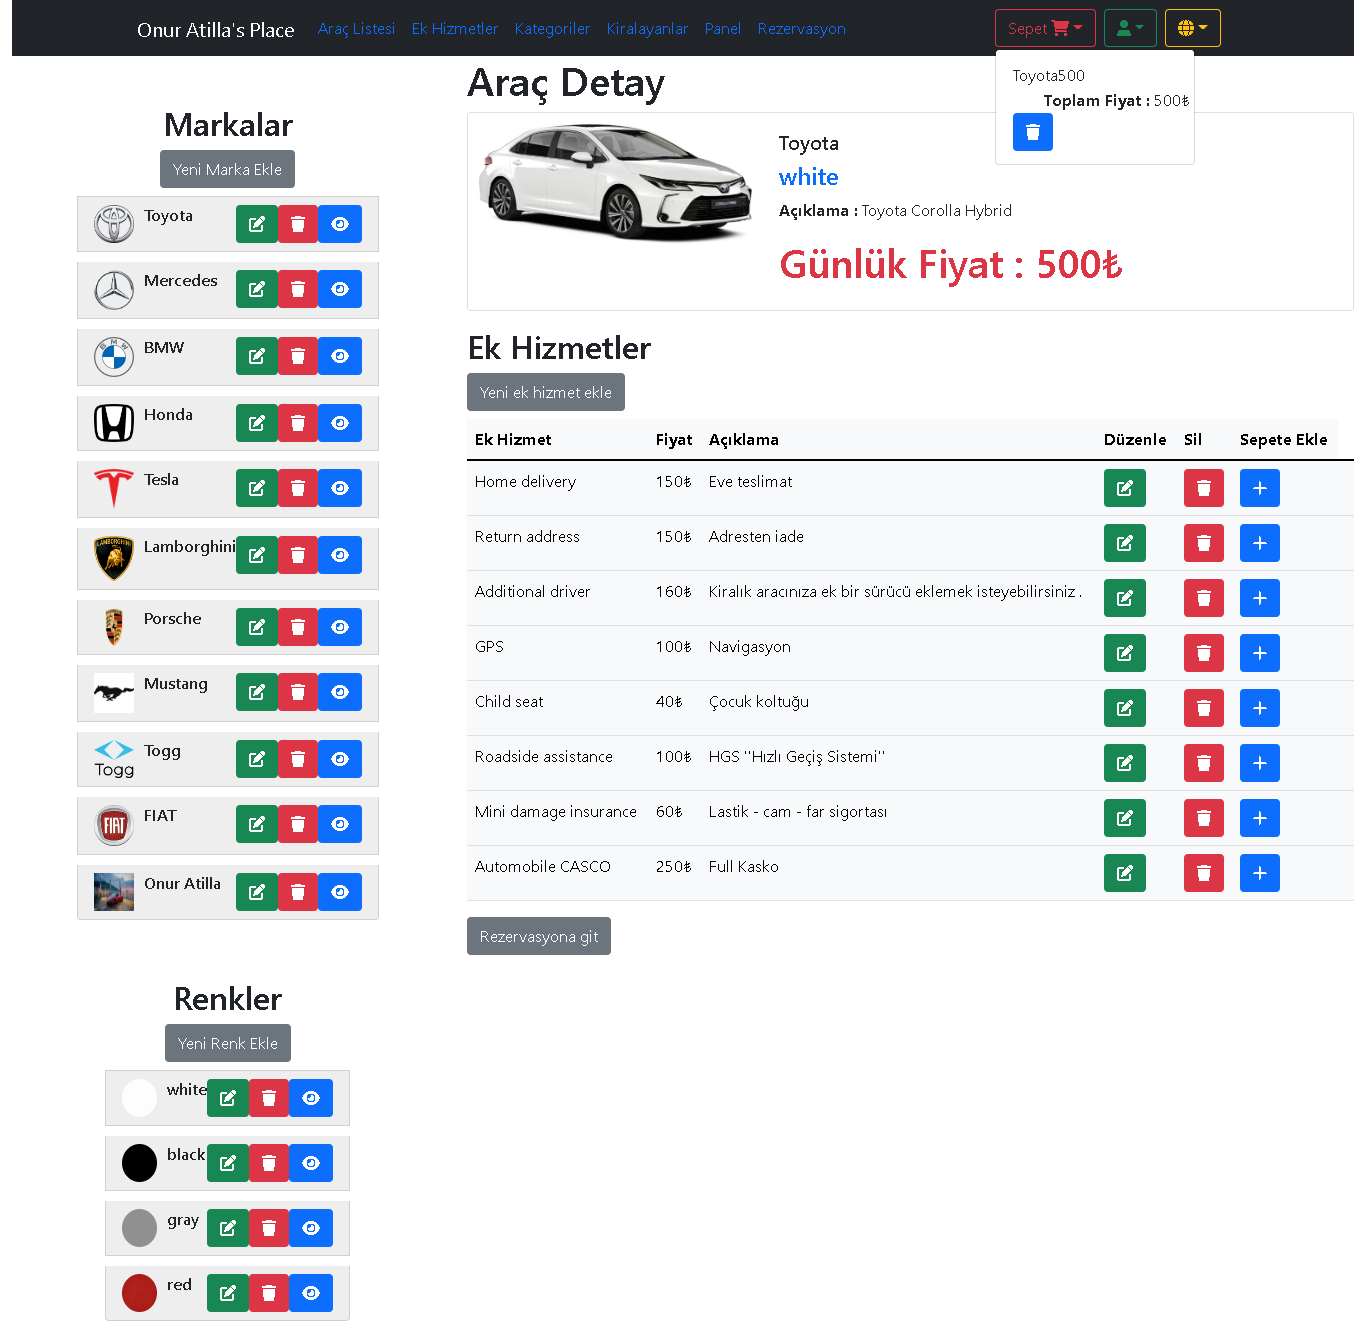 Onur Atilla's Place Araç Listesi Ek Hizmetler Kategoriler Kiralayanlar Panel Rezervasyon Sepet
Toyota500
Toplam Fiyat : 500₺
Markalar
Yeni Marka Ekle
Toyota
Mercedes
BMW
Honda
Tesla
LAMBORGHINI Lamborghini
Porsche
Mustang
Togg Togg
FIAT FIAT
Onur Atilla
Renkler
Yeni Renk Ekle
white
black
gray
red
Araç Detay
Toyota
white
Açıklama : Toyota Corolla Hybrid
Günlük Fiyat : 500₺
Ek Hizmetler
Yeni ek hizmet ekle
Ek Hizmet Fiyat Açıklama Düzenle Sil Sepete Ekle
Home delivery 150₺ Eve teslimat
Return address 150₺ Adresten iade
Additional driver 160₺ Kiralık aracınıza ek bir sürücü eklemek isteyebilirsiniz .
GPS 100₺ Navigasyon
Child seat 40₺ Çocuk koltuğu
Roadside assistance 100₺ HGS ''Hızlı Geçiş Sistemi''
Mini damage insurance 60₺ Lastik - cam - far sigortası
Automobile CASCO 250₺ Full Kasko
Rezervasyona git